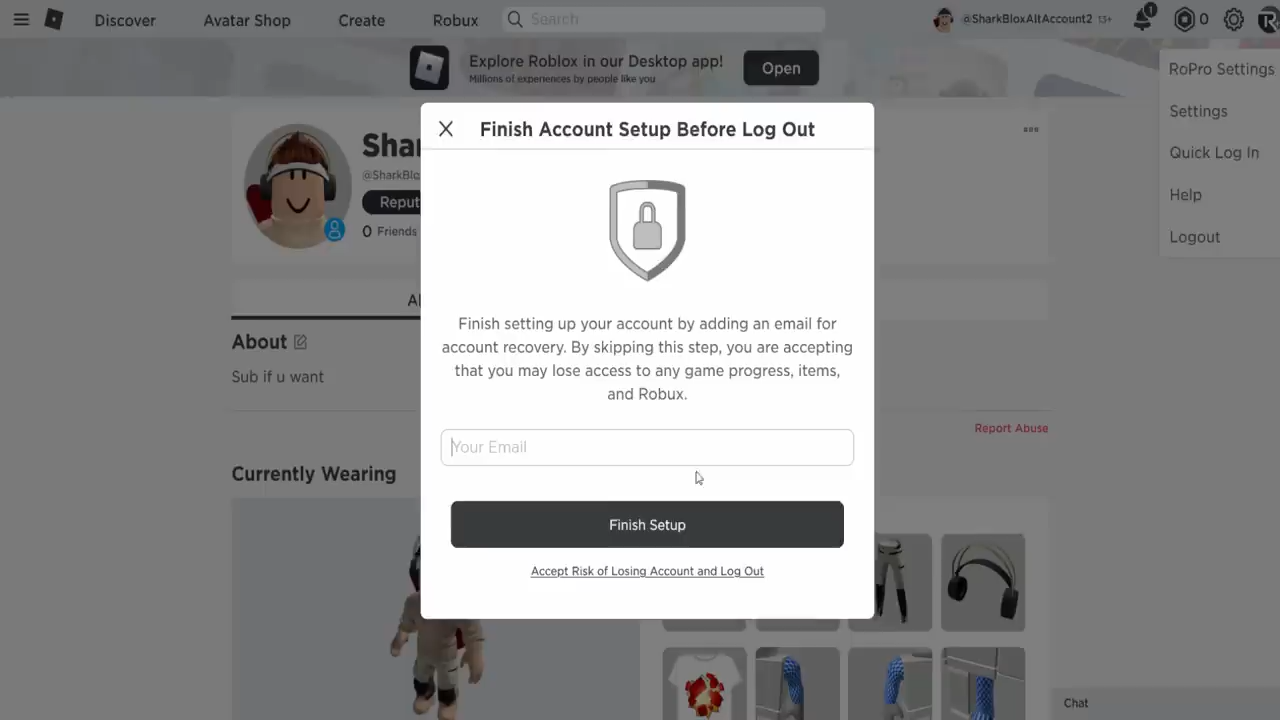 Discover
Avatar Shop
Create
Robux
Search
@SharkBloxAltAccount2 13+
1
0
Explore Roblox in our Desktop app!
Millions of experiences by people like you
Open
RoPro Settings
Settings
Quick Log In
Help
Logout
Finish Account Setup Before Log Out
Shar
@SharkBlo
Reput
0 Friends
Finish setting up your account by adding an email for
account recovery. By skipping this step, you are accepting
that you may lose access to any game progress, items,
and Robux.
Your Email
Finish Setup
Accept Risk of Losing Account and Log Out
About
Sub if u want
Report Abuse
Currently Wearing
Chat